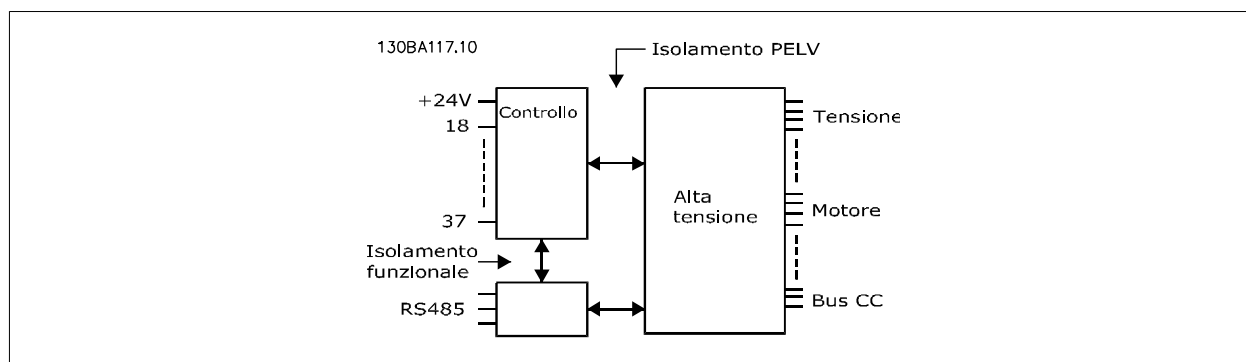 130BA117.10
Isolamento PELV
+24V
Controllo
18
Tensione
Alta
tensione
37
Motore
Isolamento
funzionale
RS485
Bus CC